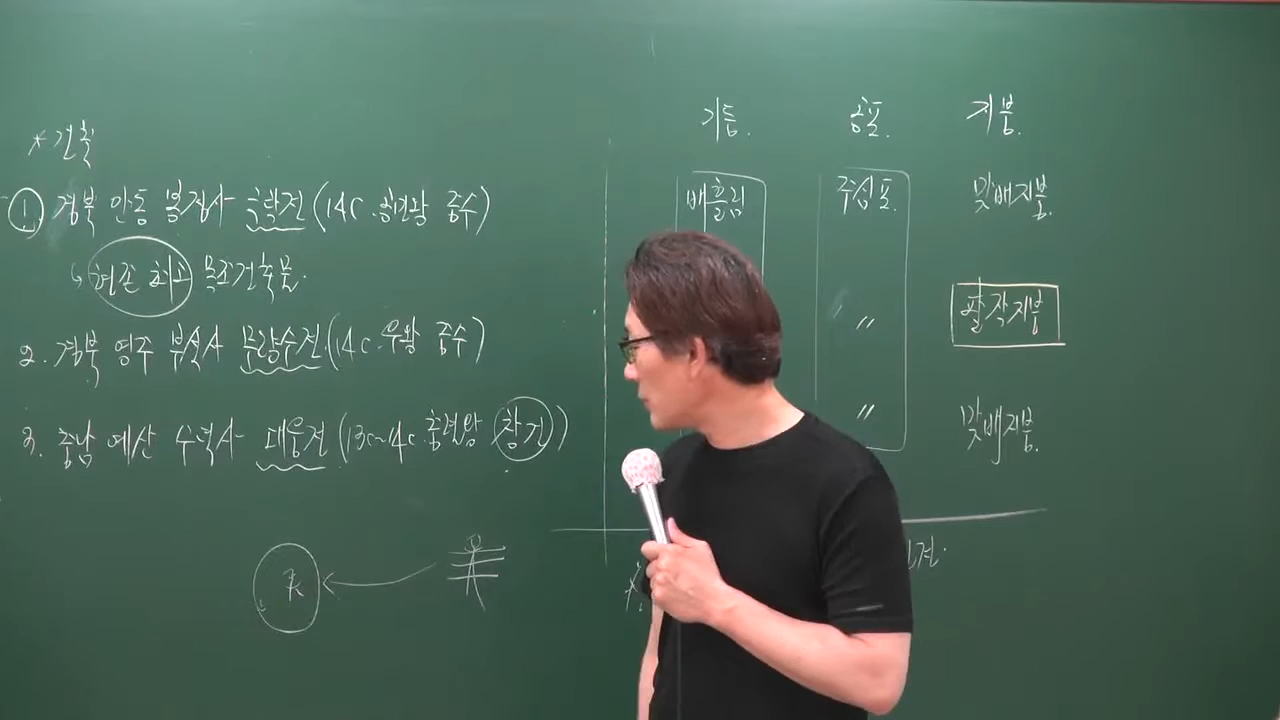 기둥. 공포. 지붕.
* 건축
① 경북 안동 봉정사 극락전 (14C. 공민왕 중수) 배흘림 주심포. 맞배지붕.
↳ 현존 최고 목조건축물.
2. 경북 영주 부석사 무량수전. (14C. 우왕 중수) 〃 팔작지붕
3. 충남 예산 수덕사 대웅전 (13C~14C. 충렬왕 창건) 〃 맞배지붕.